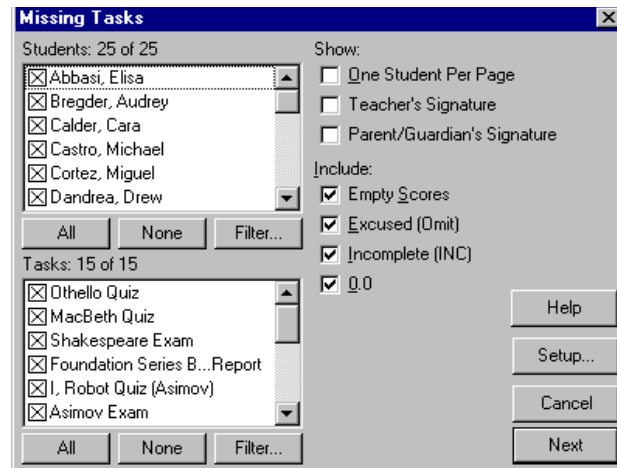 Missing Tasks
Students: 25 of 25
Abbasi, Elisa
Bregder, Audrey
Calder, Cara
Castro, Michael
Cortez, Miguel
Dandrea, Drew
All None Filter...
Tasks: 15 of 15
Othello Quiz
MacBeth Quiz
Shakespeare Exam
Foundation Series B...Report
I, Robot Quiz (Asimov)
Asimov Exam
All None Filter...
Show:
One Student Per Page
Teacher's Signature
Parent/Guardian's Signature
Include:
Empty Scores
Excused (Omit)
Incomplete (INC)
0.0
Help
Setup...
Cancel
Next